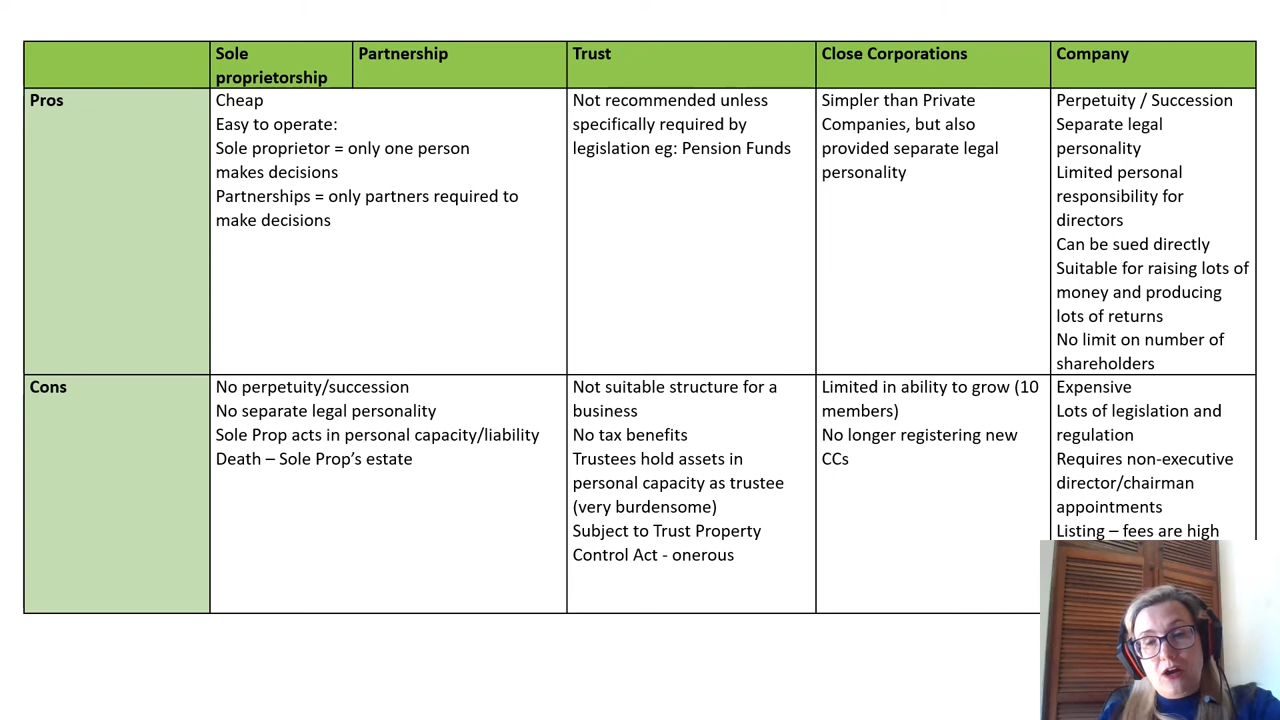 Sole
proprietorship
Partnership
Trust
Close Corporations
Company
Pros
Cheap
Easy to operate:
Sole proprietor = only one person
makes decisions
Partnerships = only partners required to
make decisions
Not recommended unless
specifically required by
legislation eg: Pension Funds
Simpler than Private
Companies, but also
provided separate legal
personality
Perpetuity / Succession
Separate legal
personality
Limited personal
responsibility for
directors
Can be sued directly
Suitable for raising lots of
money and producing
lots of returns
No limit on number of
shareholders
Cons
No perpetuity/succession
No separate legal personality
Sole Prop acts in personal capacity/liability
Death – Sole Prop’s estate
Not suitable structure for a
business
No tax benefits
Trustees hold assets in
personal capacity as trustee
(very burdensome)
Subject to Trust Property
Control Act - onerous
Limited in ability to grow (10
members)
No longer registering new
CCs
Expensive
Lots of legislation and
regulation
Requires non-executive
director/chairman
appointments
Listing – fees are high